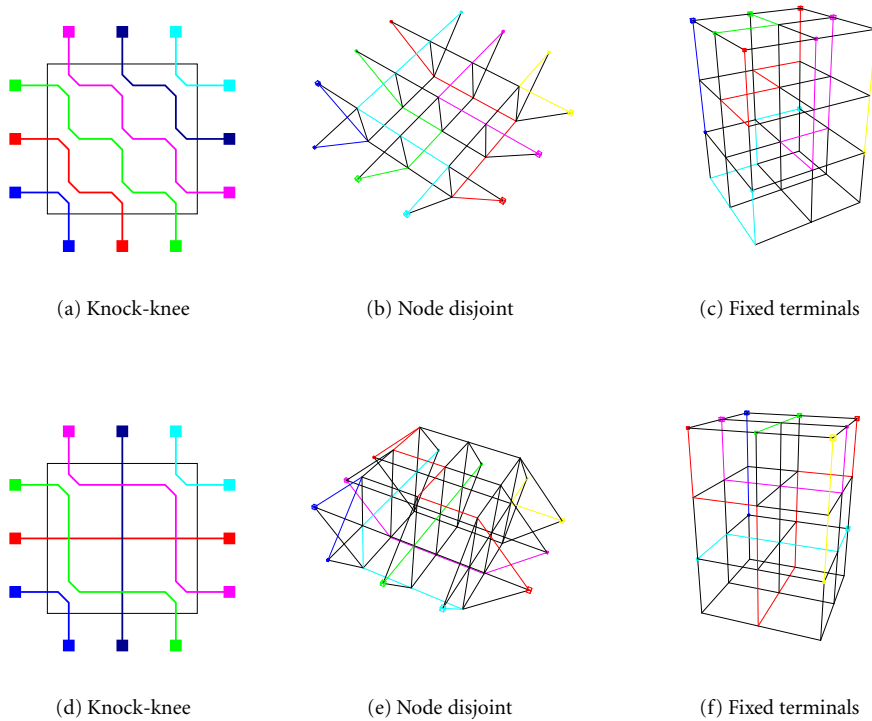 (a) Knock-knee
(b) Node disjoint
(c) Fixed terminals
(d) Knock-knee
(e) Node disjoint
(f) Fixed terminals